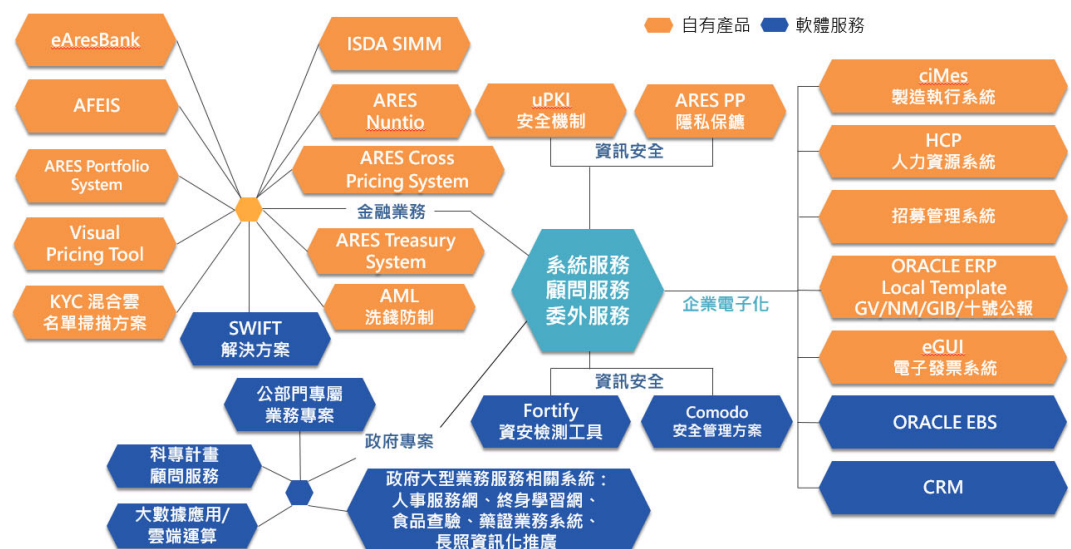 自有產品
軟體服務
eAresBank
AFEIS
ARES Portfolio
System
Visual
Pricing Tool
KYC 混合雲
名單掃描方案
ISDA SIMM
ARES
Nuntio
ARES Cross
Pricing System
金融業務
ARES Treasury
System
AML
洗錢防制
SWIFT
解決方案
uPKI
安全機制
ARES PP
隱私保鑣
資訊安全
系統服務
顧問服務
委外服務
企業電子化
ciMes
製造執行系統
HCP
人力資源系統
招募管理系統
ORACLE ERP
Local Template
GV/NM/GIB/十號公報
eGUI
電子發票系統
ORACLE EBS
CRM
資訊安全
Fortify
資安檢測工具
Comodo
安全管理方案
政府專案
公部門專屬
業務專案
科專計畫
顧問服務
大數據應用/
雲端運算
政府大型業務服務相關系統：
人事服務網、終身學習網、
食品查驗、藥證業務系統、
長照資訊化推廣